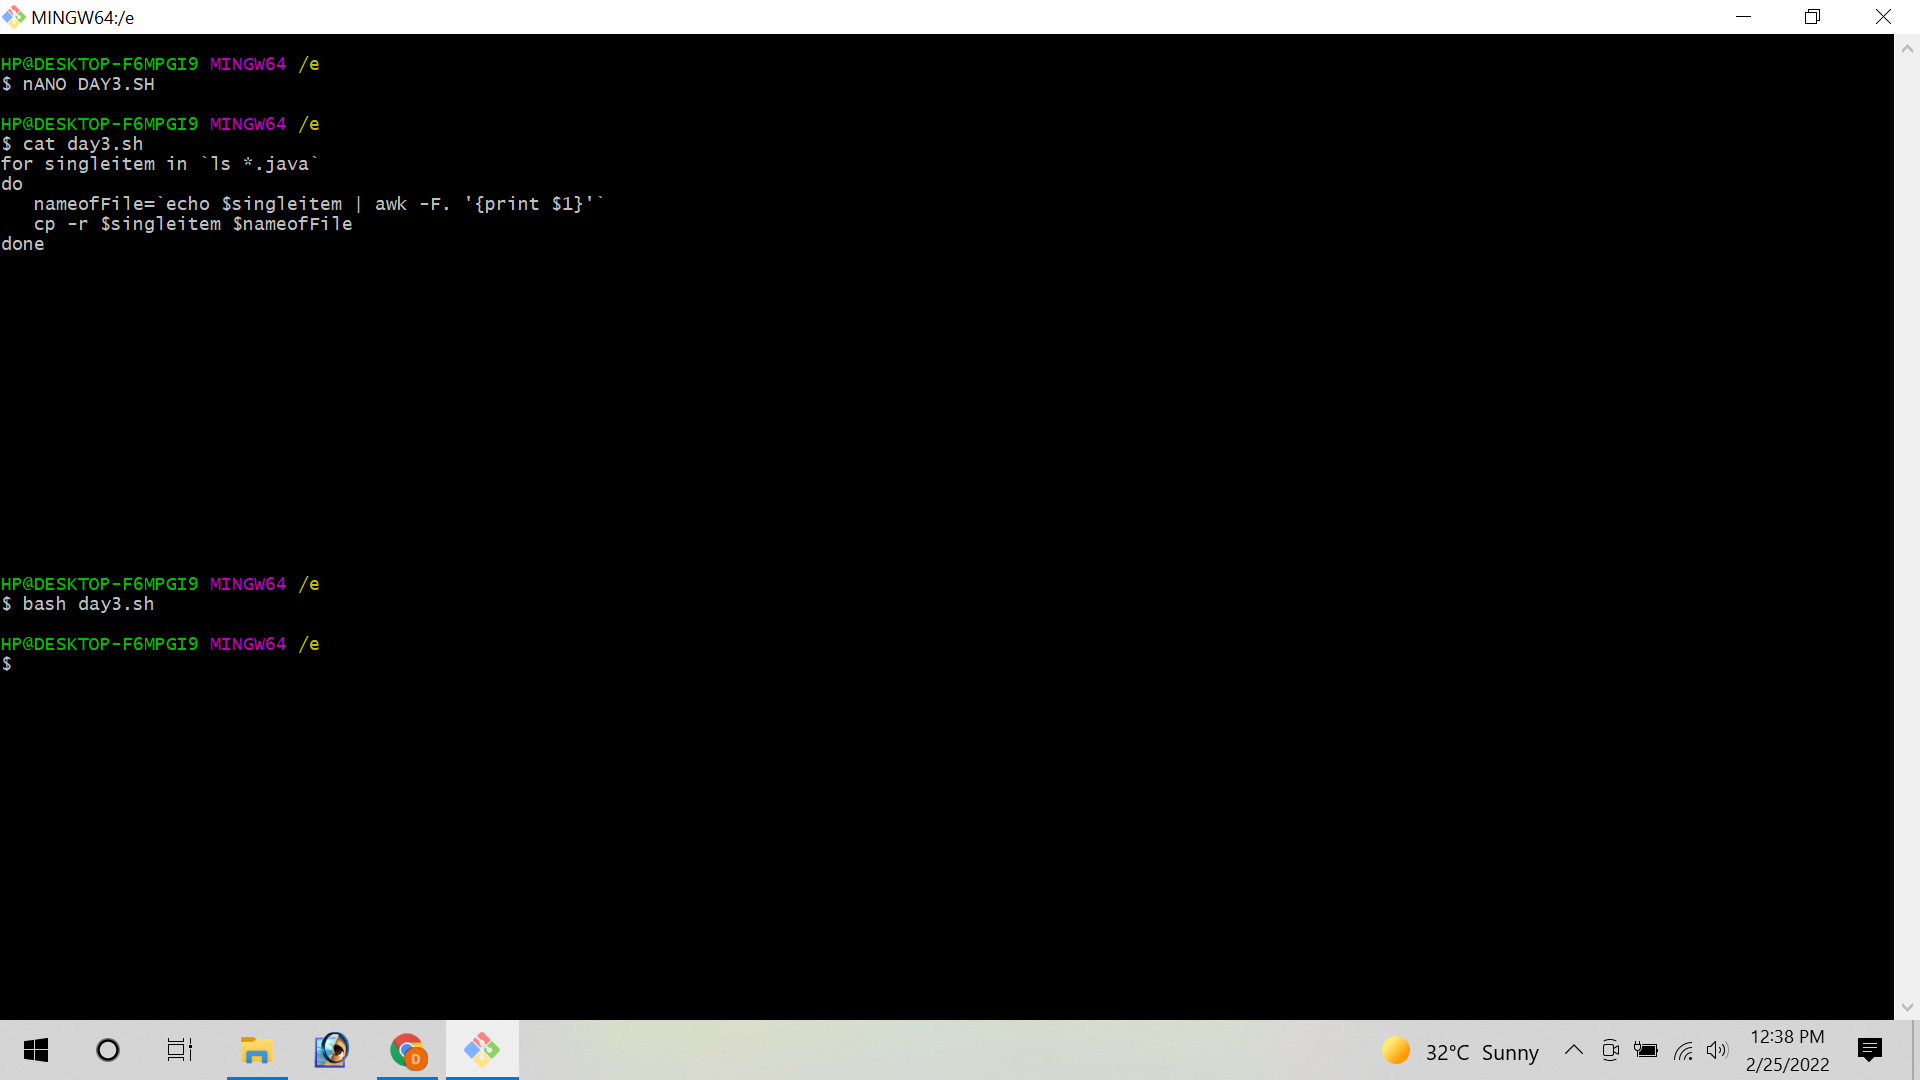 MINGW64:/e
HP@DESKTOP-F6MPGI9 MINGW64 /e
$ nANO DAY3.SH
HP@DESKTOP-F6MPGI9 MINGW64 /e
$ cat day3.sh
for singleitem in `ls *.java`
do
   nameofFile=`echo $singleitem | awk -F. '{print $1}'`
   cp -r $singleitem $nameofFile
done
HP@DESKTOP-F6MPGI9 MINGW64 /e
$ bash day3.sh
HP@DESKTOP-F6MPGI9 MINGW64 /e
$
D
32°C Sunny
12:38 PM
2/25/2022